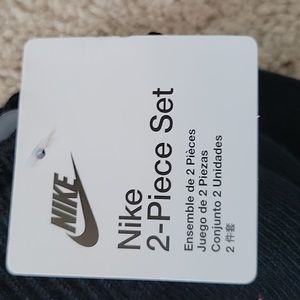 NIKE
Nike
2-Piece Set
Ensemble de 2 Pièces
Juego de 2 Piezas
Conjunto 2 Unidades
2 件套